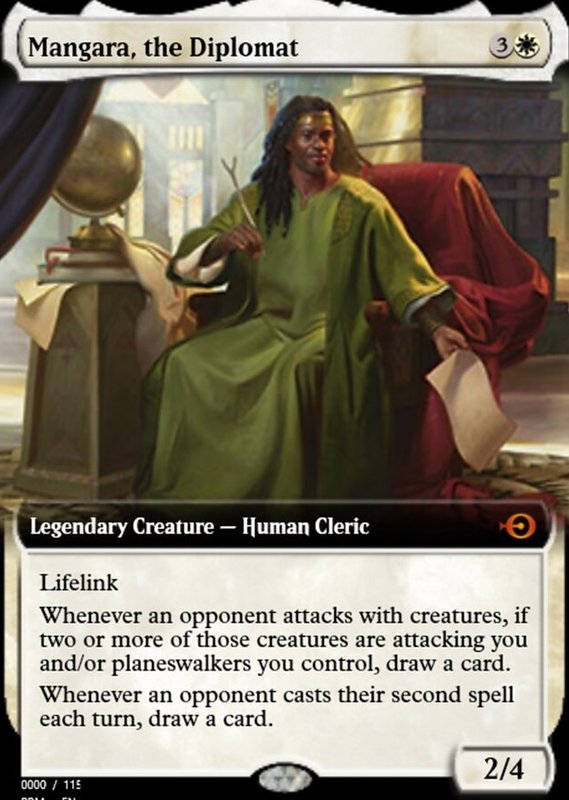 Mangara, the Diplomat 3
Legendary Creature — Human Cleric
Lifelink
Whenever an opponent attacks with creatures, if
two or more of those creatures are attacking you
and/or planeswalkers you control, draw a card.
Whenever an opponent casts their second spell
each turn, draw a card.
2/4
0000 / 115